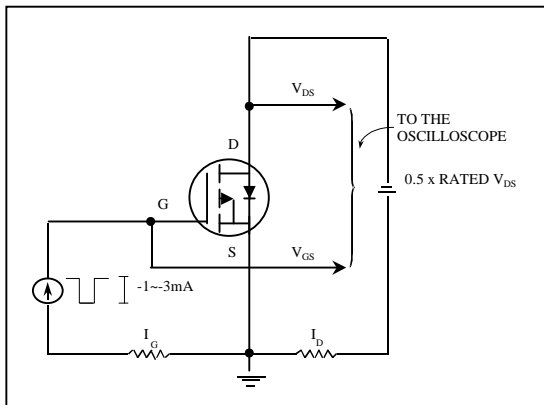 V_DS
TO THE
OSCILLOSCOPE
D
0.5 x RATED V_DS
G
S
V_GS
-1~-3mA
I_G
I_D